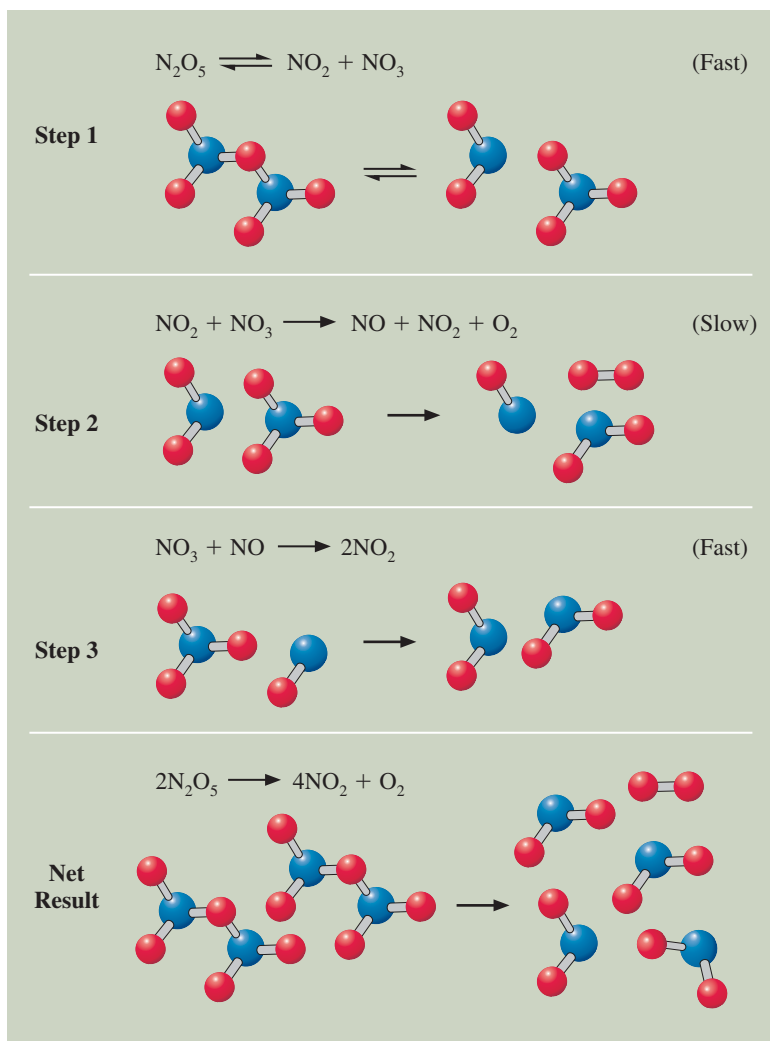 N₂O₅ ⇌ NO₂ + NO₃ (Fast)
Step 1
NO₂ + NO₃ ⟶ NO + NO₂ + O₂ (Slow)
Step 2
NO₃ + NO ⟶ 2NO₂ (Fast)
Step 3
2N₂O₅ ⟶ 4NO₂ + O₂
Net
Result